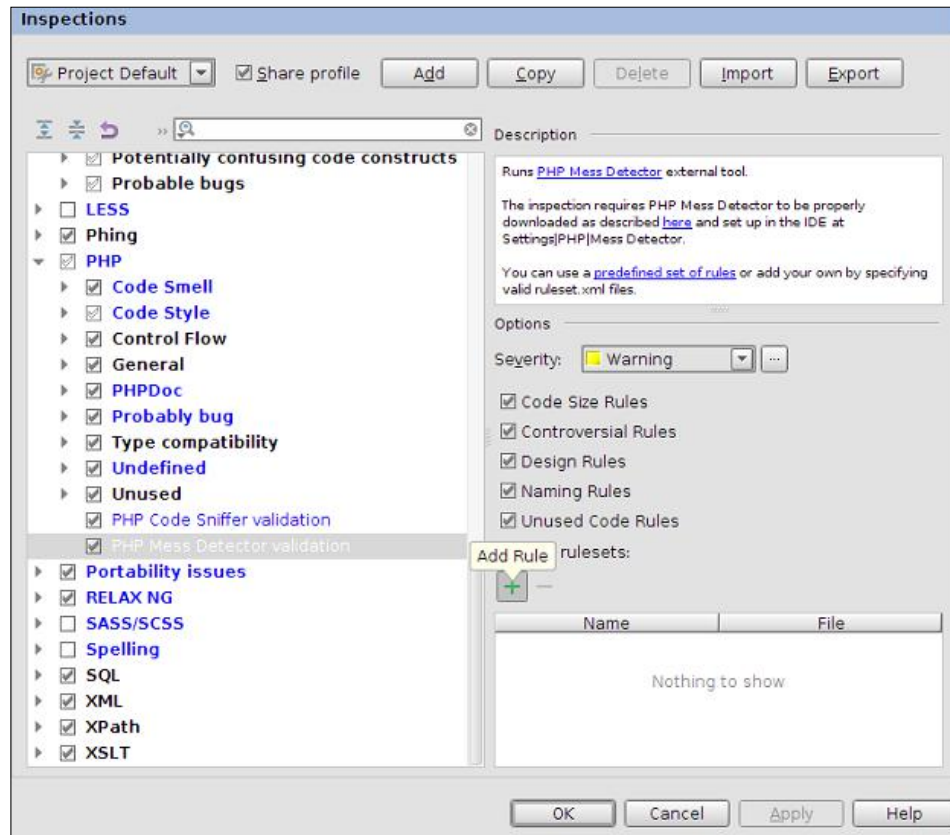 Inspections
Project Default Share profile Add Copy Delete Import Export
»
Potentially confusing code constructs
Probable bugs
LESS
Phing
PHP
Code Smell
Code Style
Control Flow
General
PHPDoc
Probably bug
Type compatibility
Undefined
Unused
PHP Code Sniffer validation
PHP Mess Detector validation
Portability issues
RELAX NG
SASS/SCSS
Spelling
SQL
XML
XPath
XSLT
Description
Runs PHP Mess Detector external tool.
The inspection requires PHP Mess Detector to be properly
downloaded as described here and set up in the IDE at
Settings|PHP|Mess Detector.
You can use a predefined set of rules or add your own by specifying
valid ruleset.xml files.
Options
Severity: Warning ...
Code Size Rules
Controversial Rules
Design Rules
Naming Rules
Unused Code Rules
Add Rule rulesets:
Name File
Nothing to show
OK Cancel Apply Help